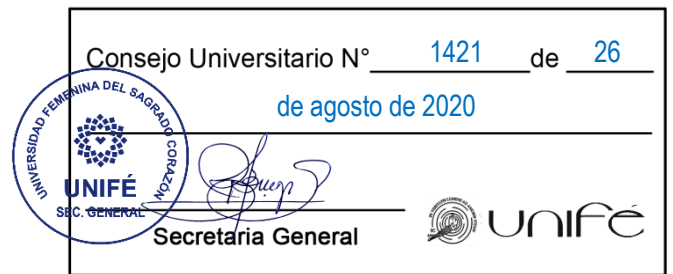 Consejo Universitario N° 1421 de 26
de agosto de 2020
UNIVERSIDAD FEMENINA DEL SAGRADO CORAZÓN
UNIFÉ
SEC. GENERAL
Secretaria General
unifé